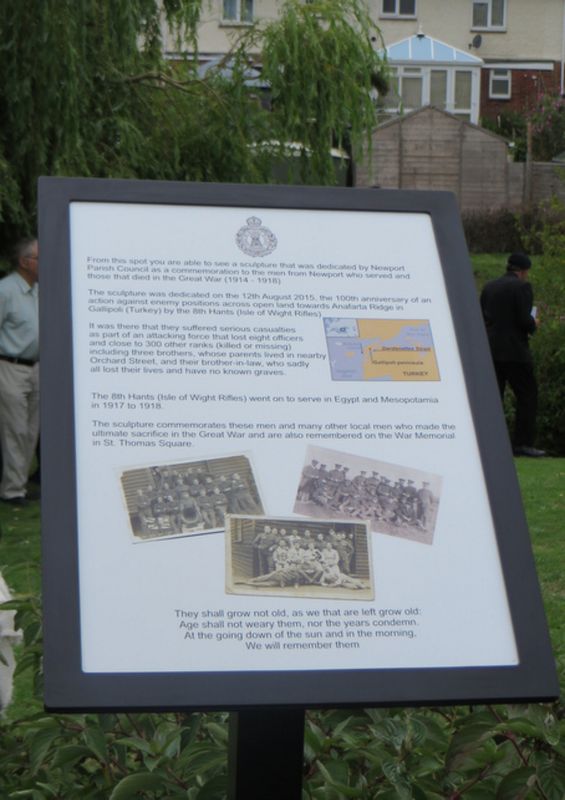 From this spot you are able to see a sculpture that was dedicated by Newport
Parish Council as a commemoration to the men from Newport who served and
those that died in the Great War (1914 - 1918)
The sculpture was dedicated on the 12th August 2015, the 100th anniversary of an
action against enemy positions across open land towards Anafarta Ridge in
Gallipoli (Turkey) by the 8th Hants (Isle of Wight Rifles)
It was there that they suffered serious casualties
as part of an attacking force that lost eight officers
and close to 300 other ranks (killed or missing)
including three brothers, whose parents lived in nearby
Orchard Street, and their brother-in-law, who sadly
all lost their lives and have no known graves.
Dardanelles Strait
Gallipoli peninsula
TURKEY
The 8th Hants (Isle of Wight Rifles) went on to serve in Egypt and Mesopotamia
in 1917 to 1918.
The sculpture commemorates these men and many other local men who made the
ultimate sacrifice in the Great War and are also remembered on the War Memorial
in St. Thomas Square.
They shall grow not old, as we that are left grow old:
Age shall not weary them, nor the years condemn.
At the going down of the sun and in the morning,
We will remember them